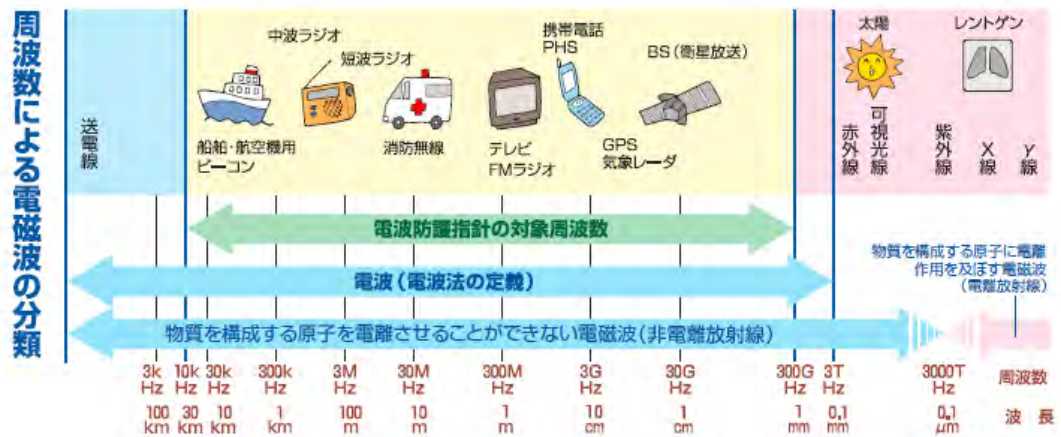 周波数による電磁波の分類
送電線
中波ラジオ
短波ラジオ
船舶・航空機用
ビーコン
消防無線
テレビ
FMラジオ
携帯電話
PHS
GPS
気象レーダ
BS(衛星放送)
太陽
レントゲン
赤外線
可視光線
紫外線
X線
γ線
電波防護指針の対象周波数
電波(電波法の定義)
物質を構成する原子を電離させることができない電磁波(非電離放射線)
物質を構成する原子に電離
作用を及ぼす電磁波
(電離放射線)
3k 10k 30k 300k 3M 30M 300M 3G 30G 300G 3T 3000T 周波数
Hz Hz Hz Hz Hz Hz Hz Hz Hz Hz Hz Hz
100 30 10 1 100 10 1 10 1 1 0.1 0.1 波長
km km km km m m m cm cm mm mm μm